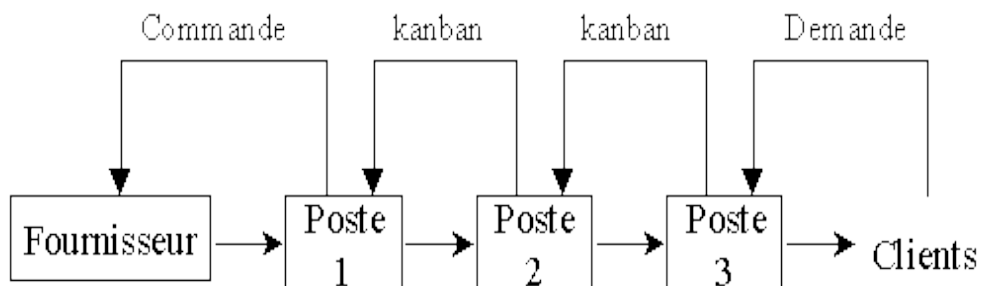 Commande kanban kanban Demande
Fournisseur Poste 1 Poste 2 Poste 3 Clients